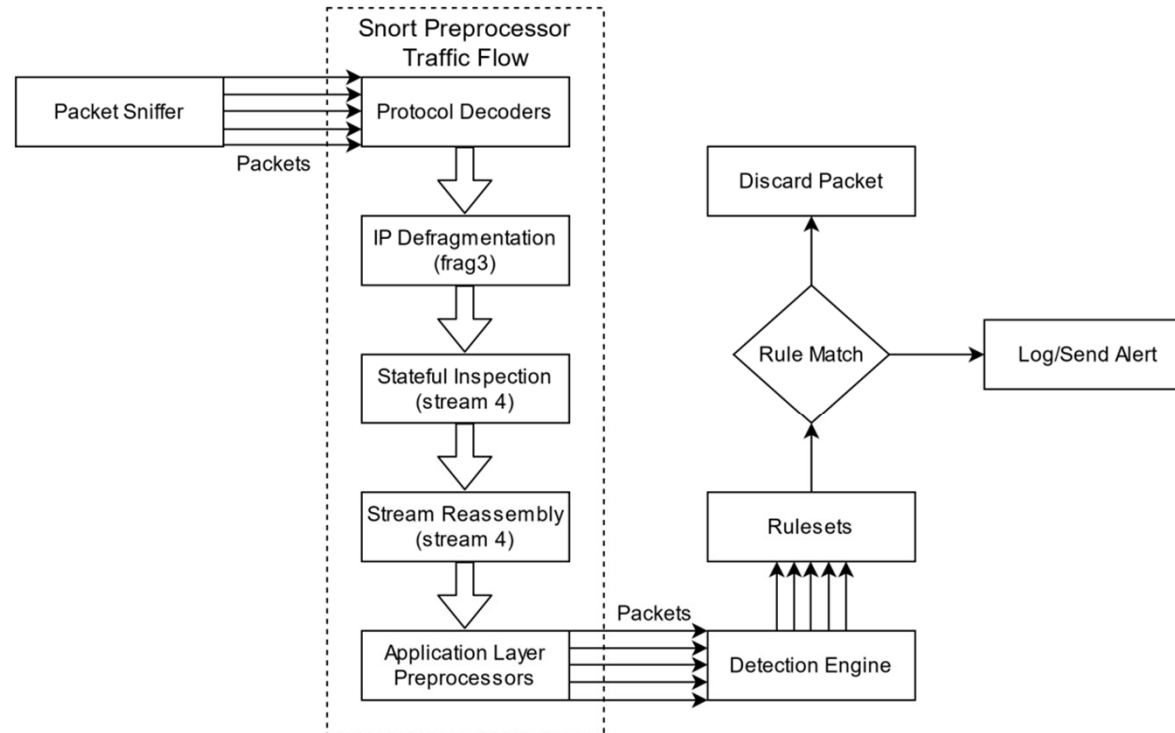 Snort Preprocessor
Traffic Flow
Packet Sniffer
Packets
Protocol Decoders
IP Defragmentation
(frag3)
Stateful Inspection
(stream 4)
Stream Reassembly
(stream 4)
Application Layer
Preprocessors
Packets
Detection Engine
Rulesets
Rule Match
Discard Packet
Log/Send Alert